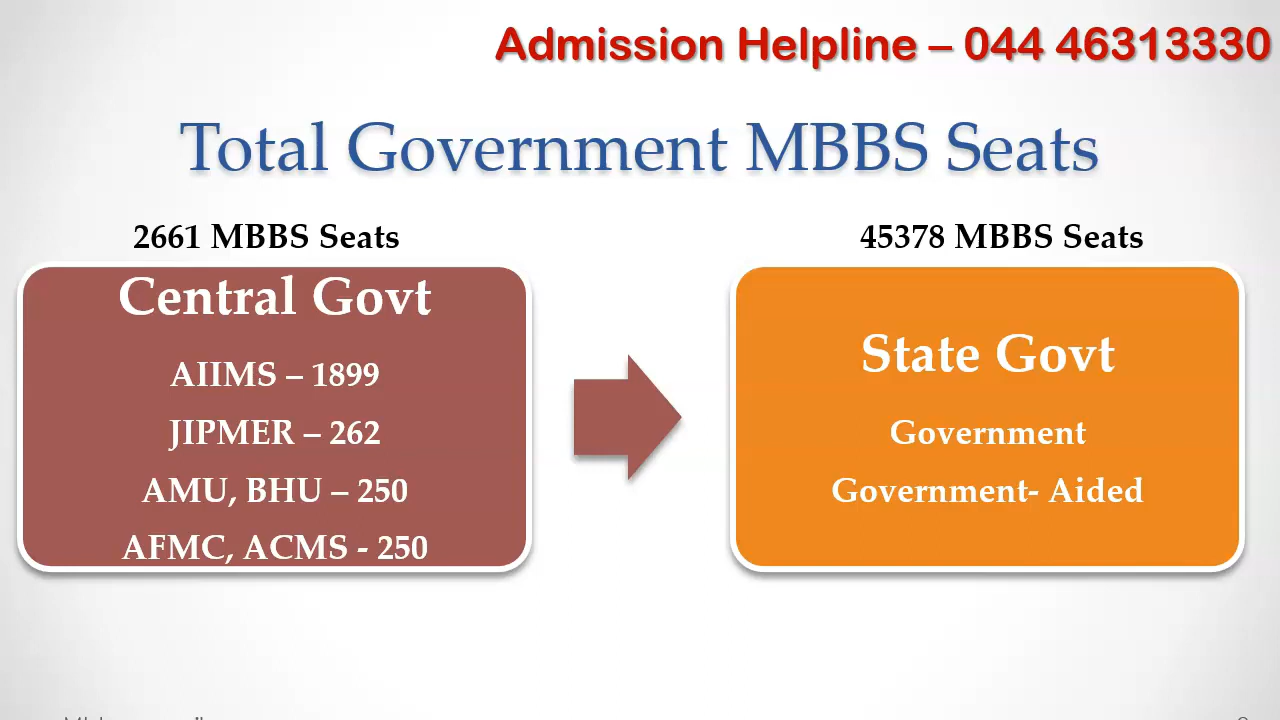 Admission Helpline – 044 46313330
Total Government MBBS Seats
2661 MBBS Seats
Central Govt
AIIMS – 1899
JIPMER – 262
AMU, BHU – 250
AFMC, ACMS - 250
45378 MBBS Seats
State Govt
Government
Government- Aided